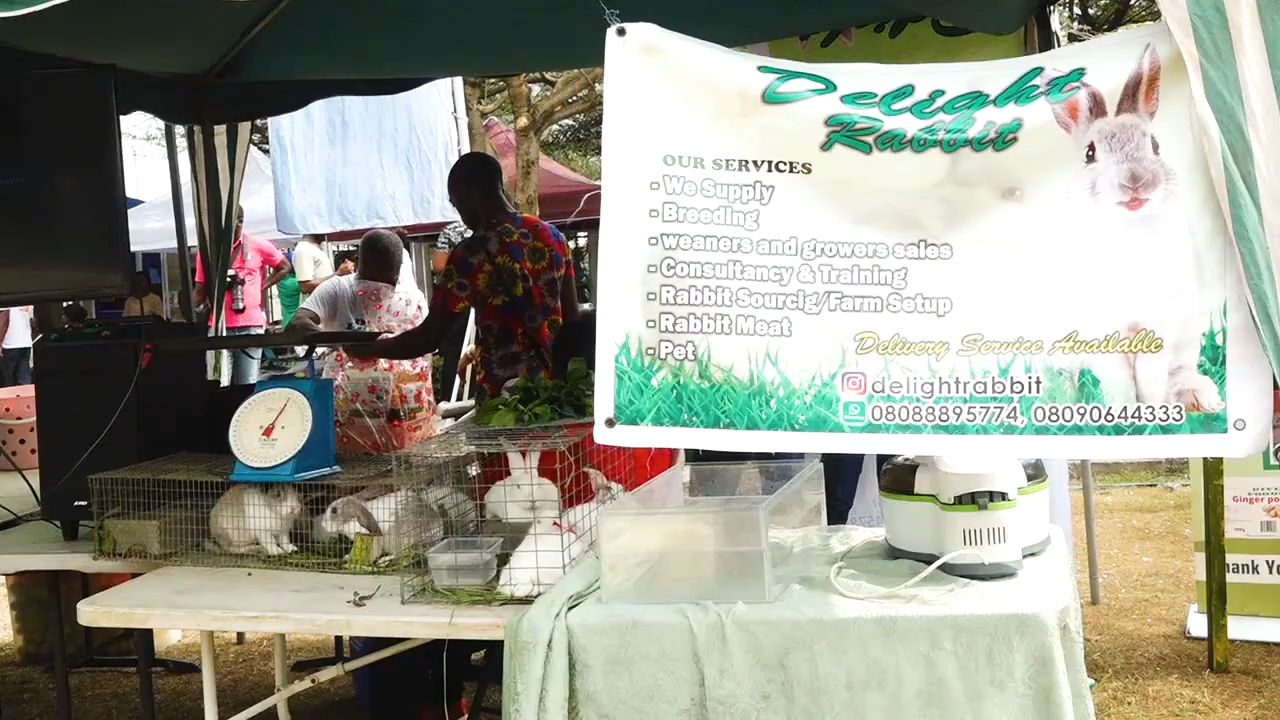 Delight
Rabbit
OUR SERVICES
- We Supply
- Breeding
- weaners and growers sales
- Consultancy & Training
- Rabbit Sourcig/Farm Setup
- Rabbit Meat
- Pet
Delivery Service Available
delightrabbit
08088895774, 08090644333
Ginger po
hank Yo